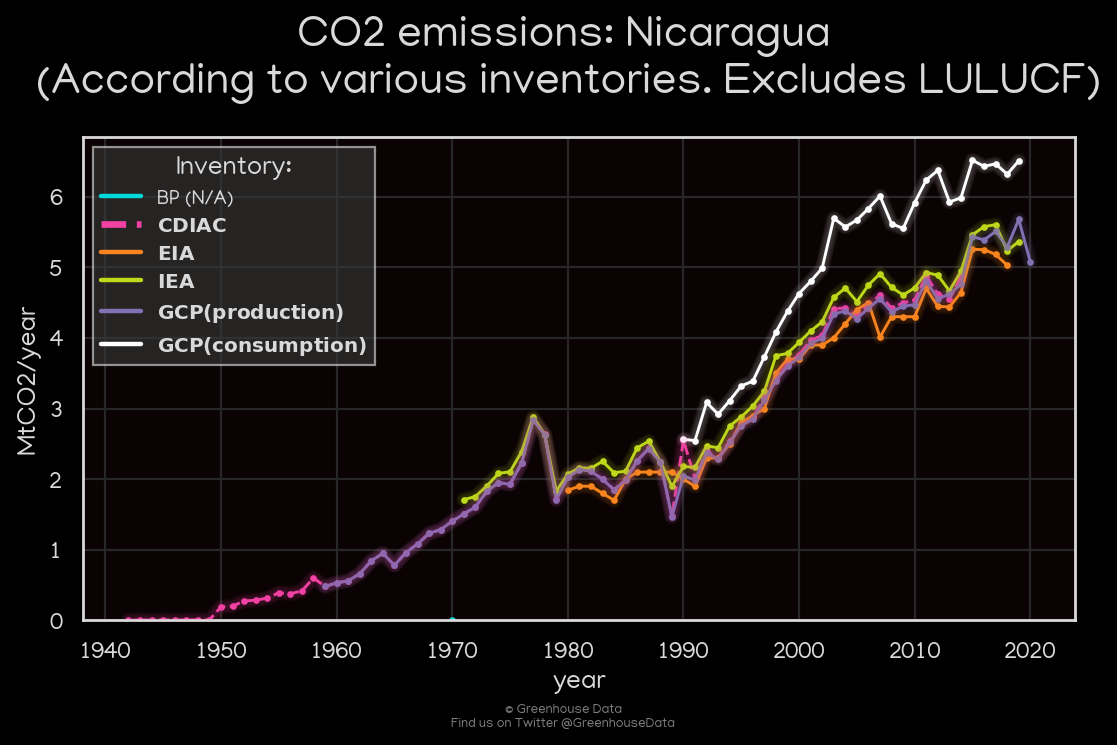 CO2 emissions: Nicaragua
(According to various inventories. Excludes LULUCF)
Inventory:
BP (N/A)
CDIAC
EIA
IEA
GCP(production)
GCP(consumption)
MtCO2/year
6
5
4
3
2
1
0
1940 1950 1960 1970 1980 1990 2000 2010 2020
year
© Greenhouse Data
Find us on Twitter @GreenhouseData